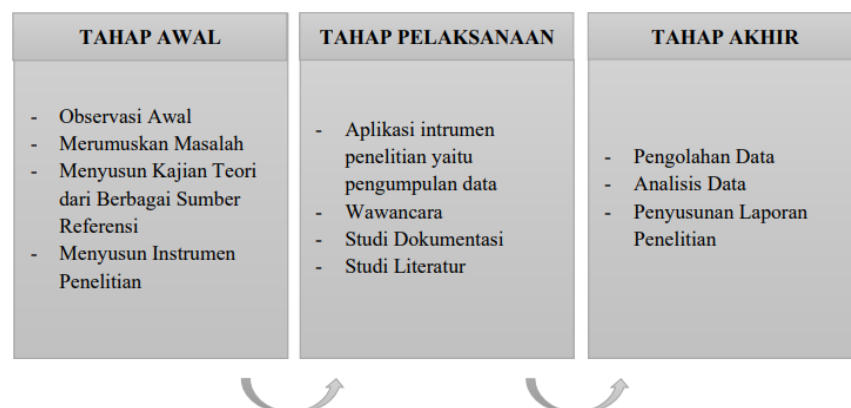 TAHAP AWAL
- Observasi Awal
- Merumuskan Masalah
- Menyusun Kajian Teori
dari Berbagai Sumber
Referensi
- Menyusun Instrumen
Penelitian
TAHAP PELAKSANAAN
- Aplikasi intrumen
penelitian yaitu
pengumpulan data
- Wawancara
- Studi Dokumentasi
- Studi Literatur
TAHAP AKHIR
- Pengolahan Data
- Analisis Data
- Penyusunan Laporan
Penelitian